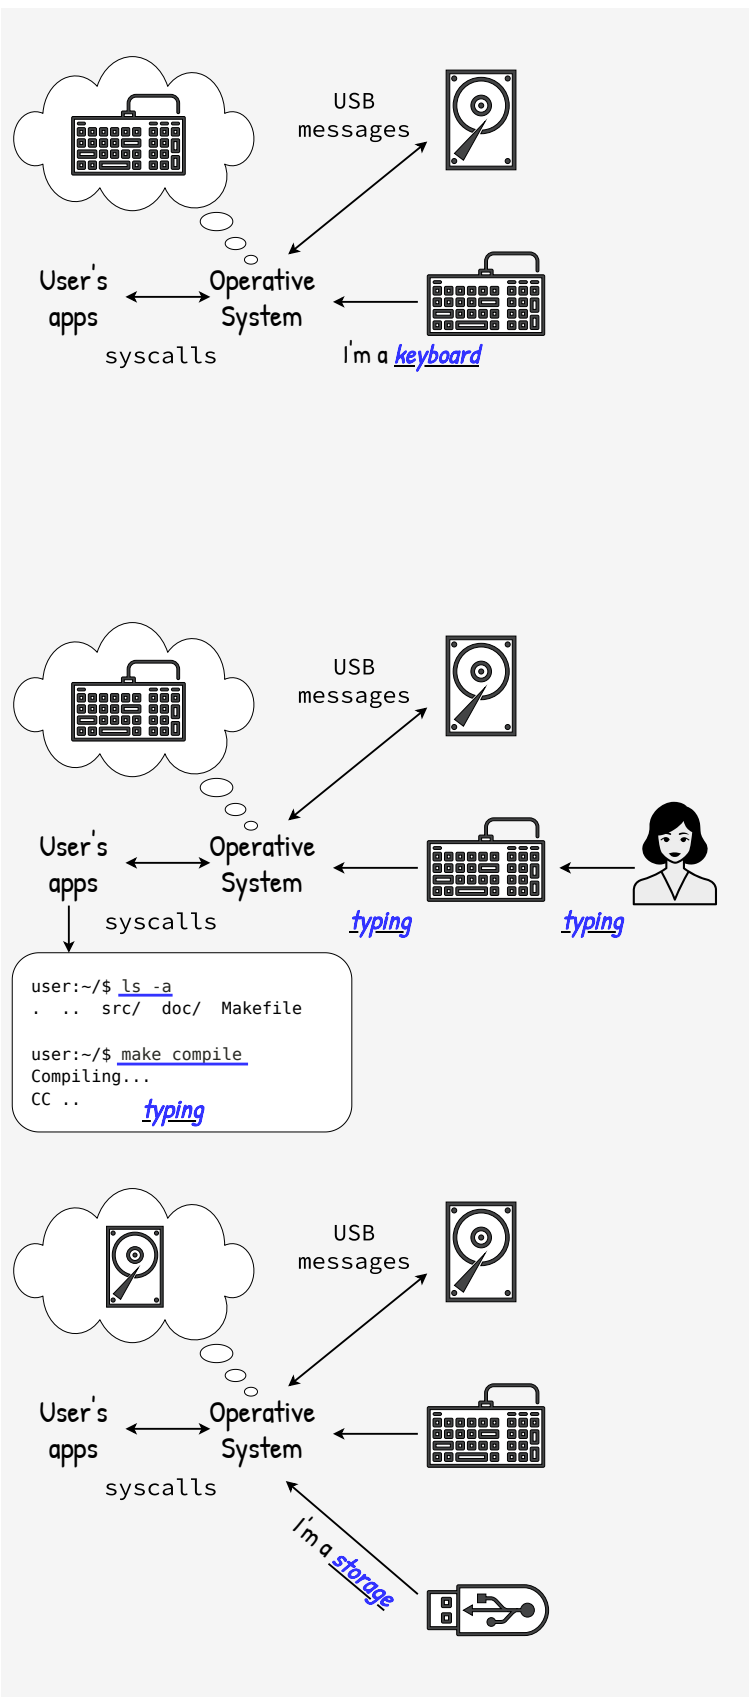 USB
messages
User's
apps
Operative
System
syscalls
I'm a keyboard
USB
messages
User's
apps
Operative
System
syscalls
typing
typing
user:~/$ ls -a
.  ..  src/  doc/  Makefile
user:~/$ make compile
Compiling...
CC ..
typing
USB
messages
User's
apps
Operative
System
syscalls
I'm a storage